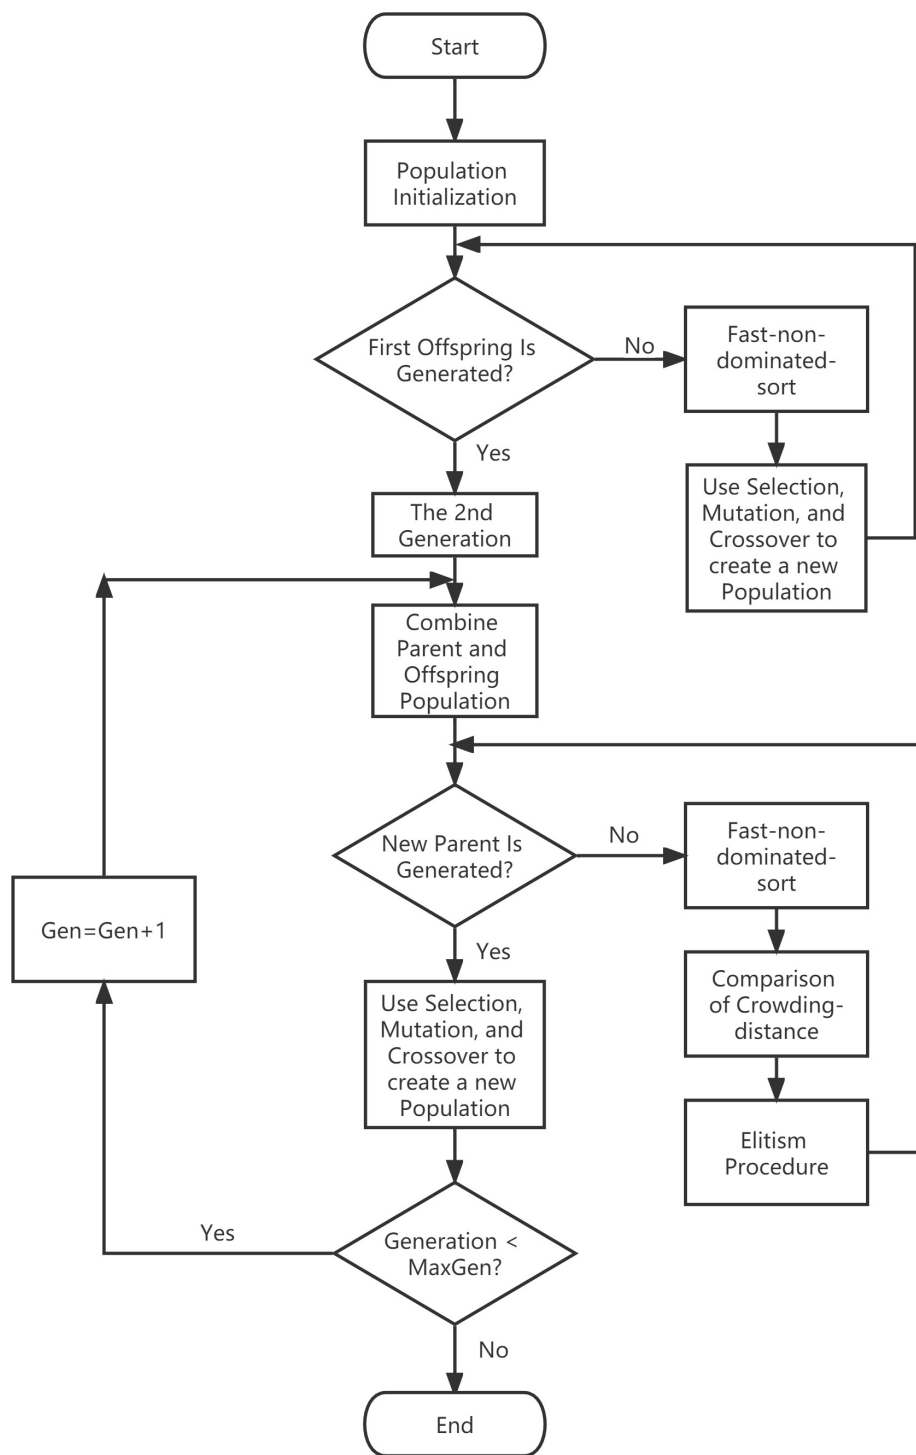 Start
Population
Initialization
First Offspring Is
Generated?
No
Fast-non-
dominated-
sort
Yes
Use Selection,
Mutation, and
Crossover to
create a new
Population
The 2nd
Generation
Combine
Parent and
Offspring
Population
New Parent Is
Generated?
No
Fast-non-
dominated-
sort
Gen=Gen+1
Yes
Comparison
of Crowding-
distance
Use Selection,
Mutation, and
Crossover to
create a new
Population
Elitism
Procedure
Yes
Generation <
MaxGen?
No
End